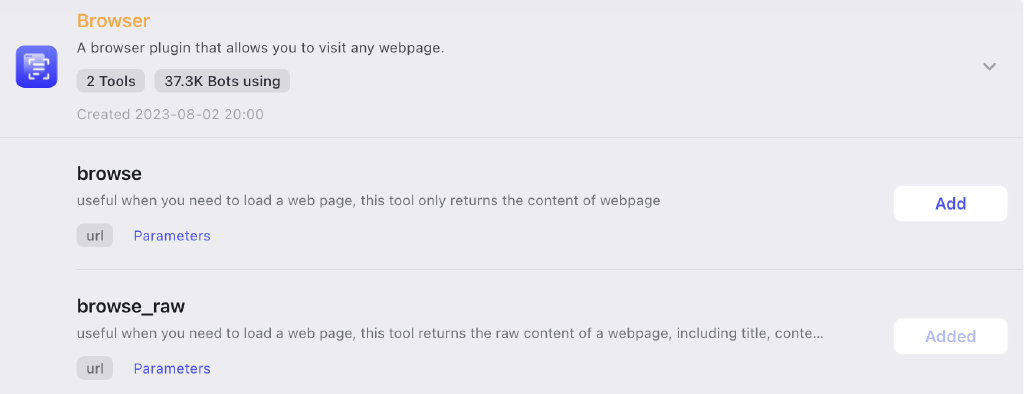 Browser
A browser plugin that allows you to visit any webpage.
2 Tools 37.3K Bots using
Created 2023-08-02 20:00
browse
useful when you need to load a web page, this tool only returns the content of webpage
Add
url Parameters
browse_raw
useful when you need to load a web page, this tool returns the raw content of a webpage, including title, conte...
Added
url Parameters